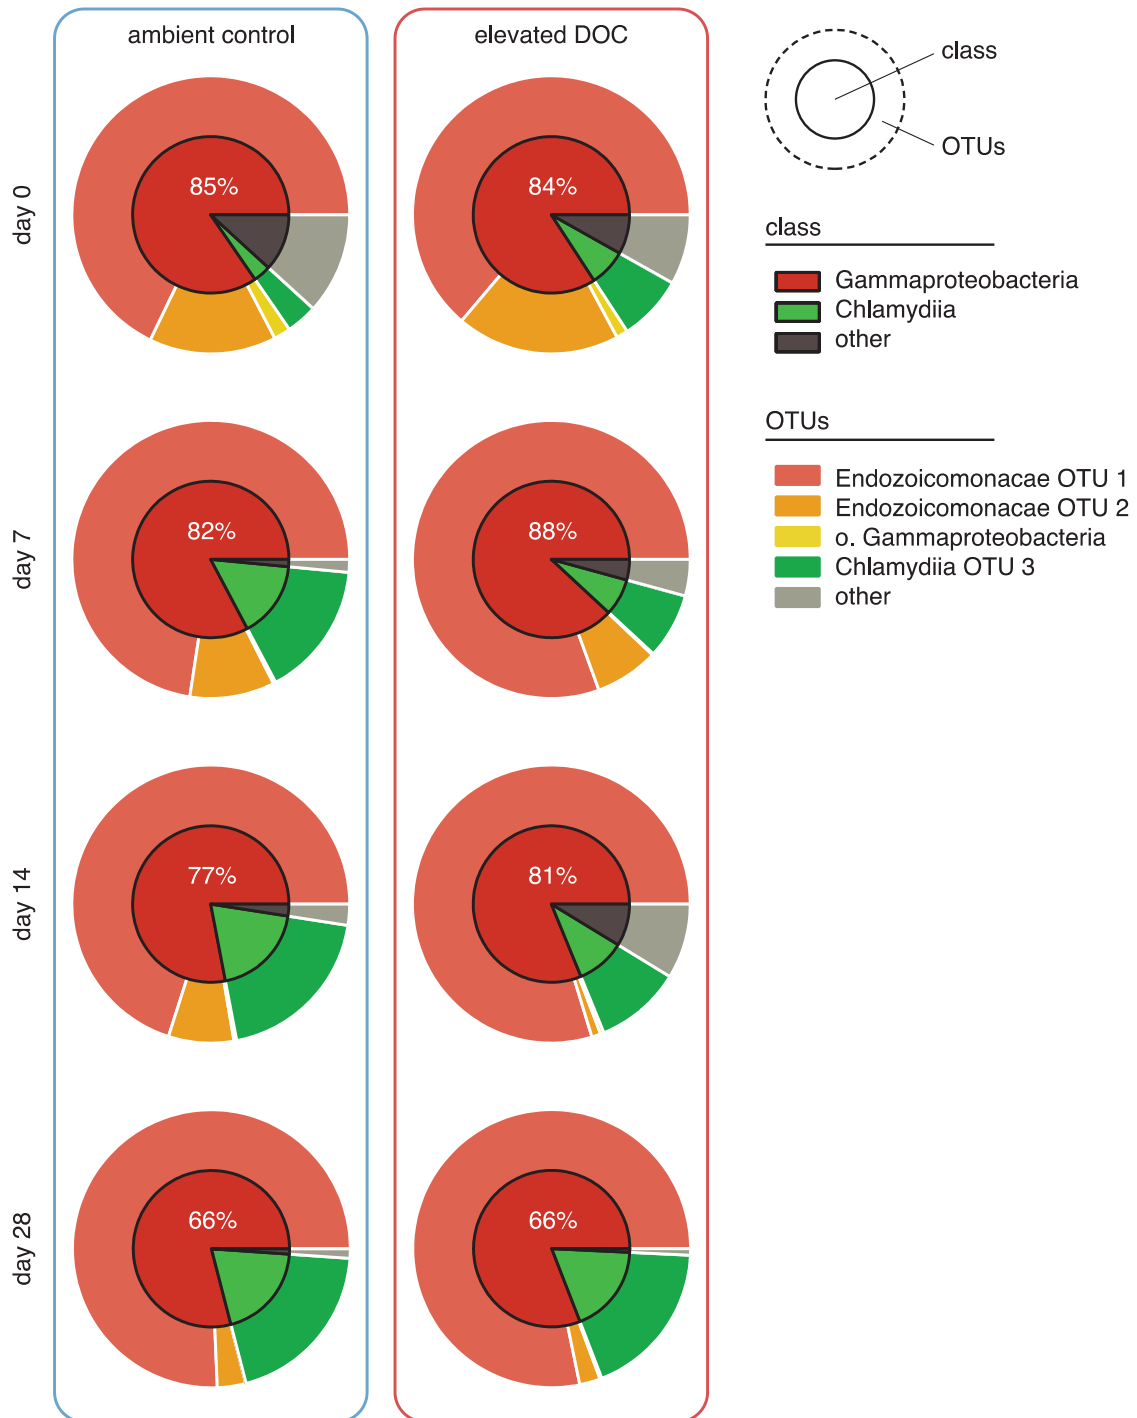 ambient control
elevated DOC
class
OTUs
day 0
85%
84%
class
Gammaproteobacteria
Chlamydiia
other
OTUs
Endozoicomonacae OTU 1
Endozoicomonacae OTU 2
o. Gammaproteobacteria
Chlamydiia OTU 3
other
day 7
82%
88%
day 14
77%
81%
day 28
66%
66%